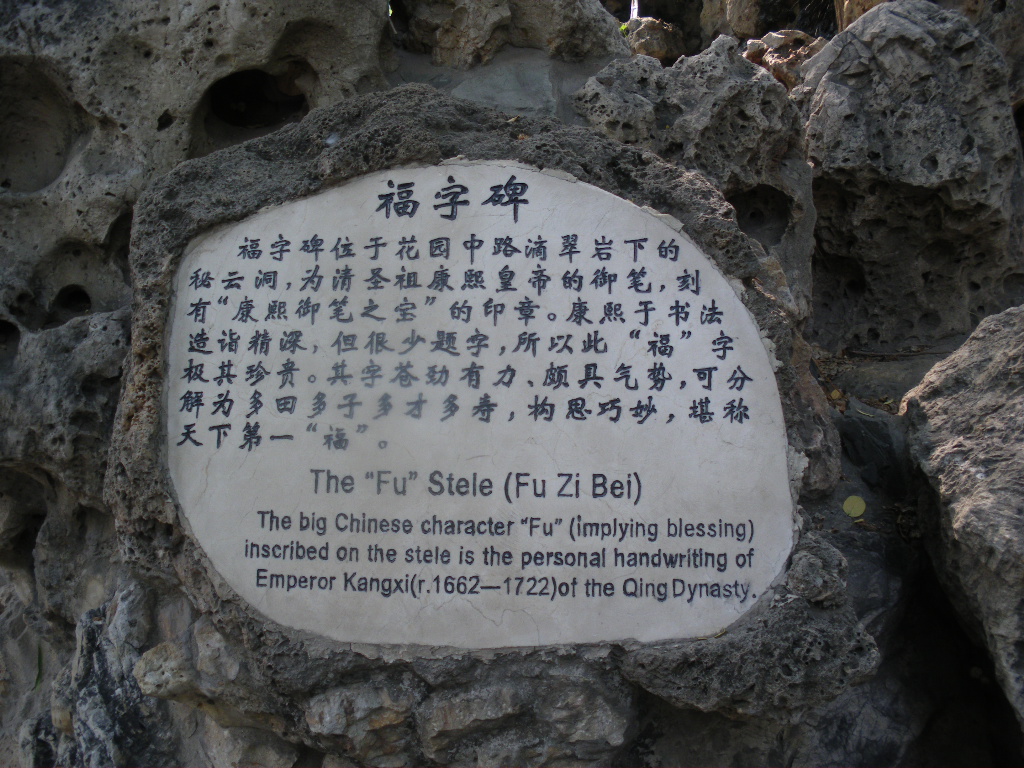 福字碑
福字碑位于花园中路滴翠岩下的
秘云洞,为清圣祖康熙皇帝的御笔,刻
有“康熙御笔之宝”的印章。康熙于书法
造诣精深,但很少题字,所以此“福”字
极其珍贵。其字苍劲有力、颇具气势,可分
解为多田多子多才多寿,构思巧妙,堪称
天下第一“福”。
The “Fu” Stele (Fu Zi Bei)
The big Chinese character “Fu” (implying blessing)
inscribed on the stele is the personal handwriting of
Emperor Kangxi(r.1662—1722)of the Qing Dynasty.